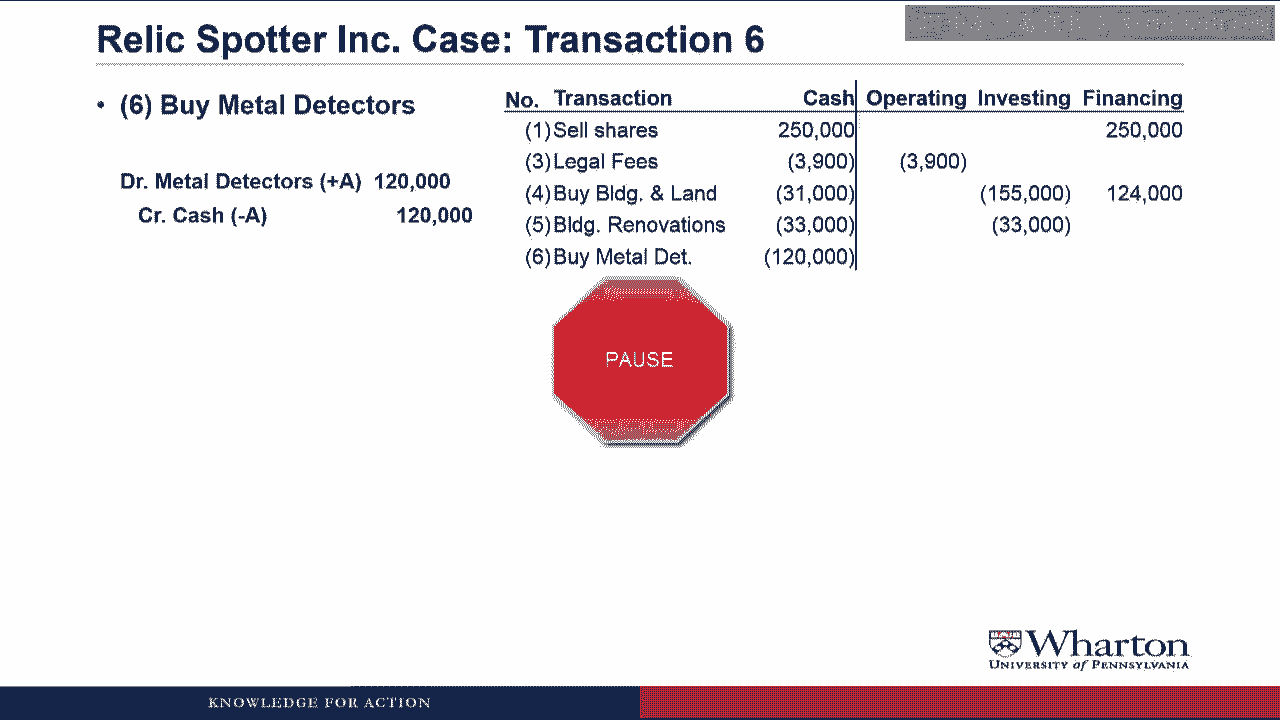 Relic Spotter Inc. Case: Transaction 6
• (6) Buy Metal Detectors
Dr. Metal Detectors (+A) 120,000
Cr. Cash (-A) 120,000
No. Transaction Cash Operating Investing Financing
(1) Sell shares 250,000 250,000
(3) Legal Fees (3,900) (3,900)
(4) Buy Bldg. & Land (31,000) (155,000) 124,000
(5) Bldg. Renovations (33,000) (33,000)
(6) Buy Metal Det. (120,000)
PAUSE
Wharton
UNIVERSITY of PENNSYLVANIA
KNOWLEDGE FOR ACTION